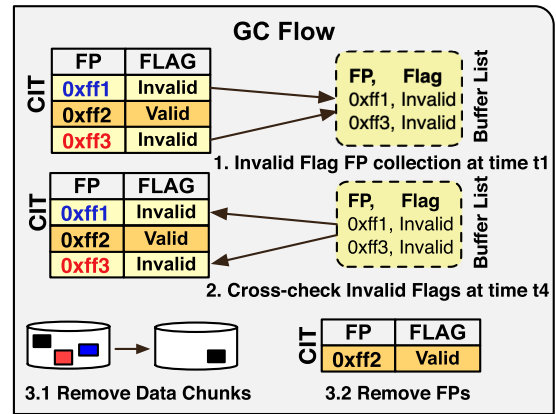 GC Flow
CIT
FP FLAG
0xff1 Invalid
0xff2 Valid
0xff3 Invalid
FP, Flag
0xff1, Invalid
0xff3, Invalid
Buffer List
1. Invalid Flag FP collection at time t1
CIT
FP FLAG
0xff1 Invalid
0xff2 Valid
0xff3 Invalid
FP, Flag
0xff1, Invalid
0xff3, Invalid
Buffer List
2. Cross-check Invalid Flags at time t4
CIT
FP FLAG
0xff2 Valid
3.1 Remove Data Chunks
3.2 Remove FPs